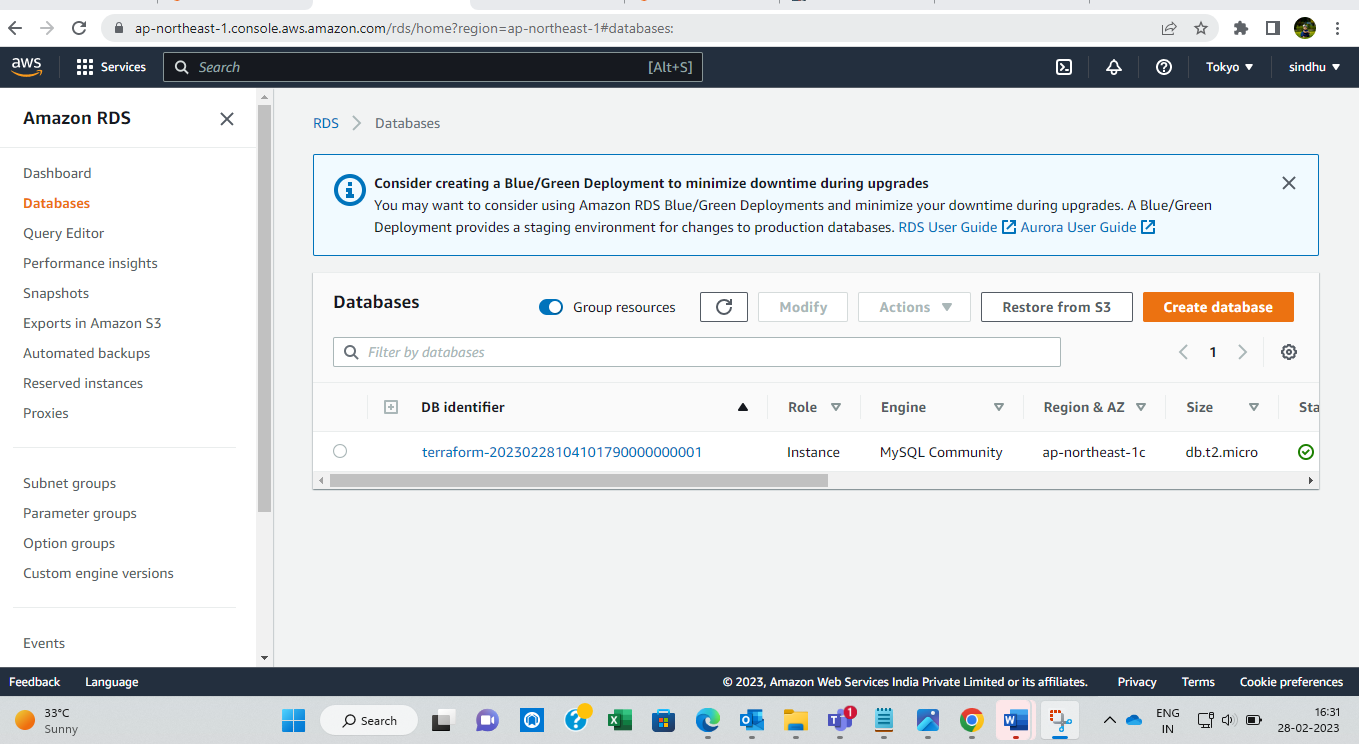 ap-northeast-1.console.aws.amazon.com/rds/home?region=ap-northeast-1#databases:
aws
Services
Search
[Alt+S]
Tokyo
sindhu
Amazon RDS
Dashboard
Databases
Query Editor
Performance insights
Snapshots
Exports in Amazon S3
Automated backups
Reserved instances
Proxies
Subnet groups
Parameter groups
Option groups
Custom engine versions
Events
RDS
Databases
Consider creating a Blue/Green Deployment to minimize downtime during upgrades
You may want to consider using Amazon RDS Blue/Green Deployments and minimize your downtime during upgrades. A Blue/Green
Deployment provides a staging environment for changes to production databases. RDS User Guide Aurora User Guide
Databases
Group resources
Modify
Actions
Restore from S3
Create database
Filter by databases
1
DB identifier Role Engine Region & AZ Size Sta
terraform-20230228104101790000000001 Instance MySQL Community ap-northeast-1c db.t2.micro
Feedback
Language
© 2023, Amazon Web Services India Private Limited or its affiliates.
Privacy
Terms
Cookie preferences
33°C
Sunny
Search
1
ENG
IN
16:31
28-02-2023